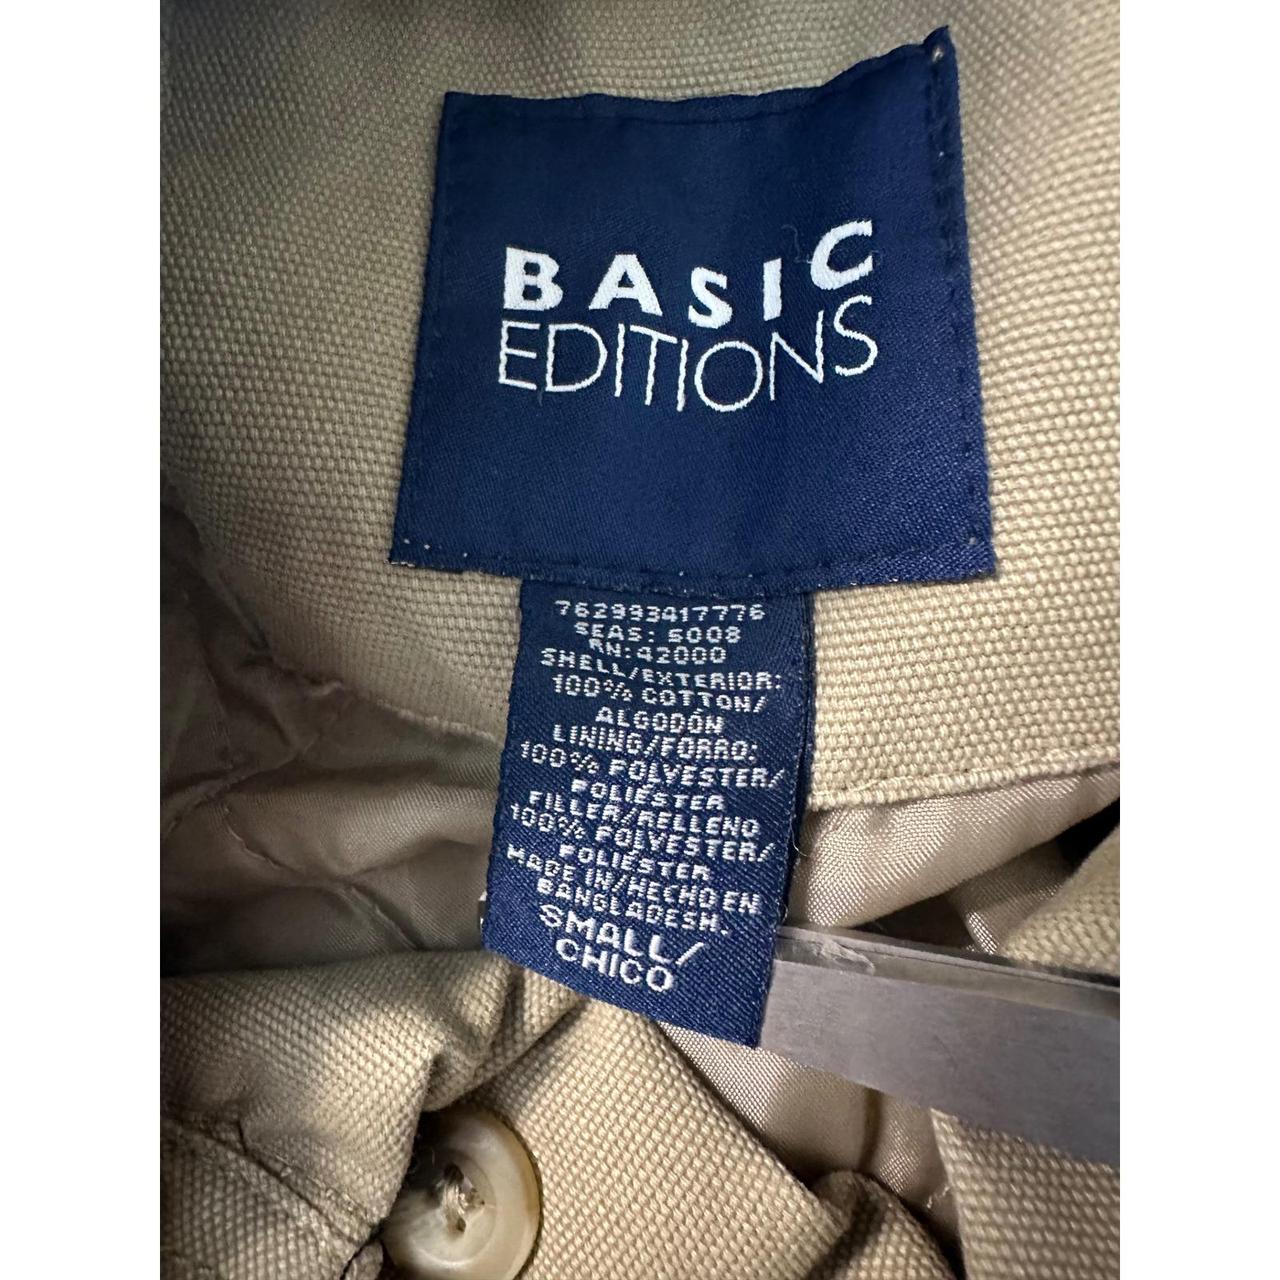 BASIC
EDITIONS
762993417776
SEAS: S008
RN:42000
SHELL/EXTERIOR:
100% COTTON/
ALGODÓN
LINING/FORRO:
100% POLYESTER/
POLIÉSTER
FILLER/RELLENO
100% POLYESTER/
POLIÉSTER
MADE IN/HECHO EN
BANGLADESH.
SMALL/
CHICO